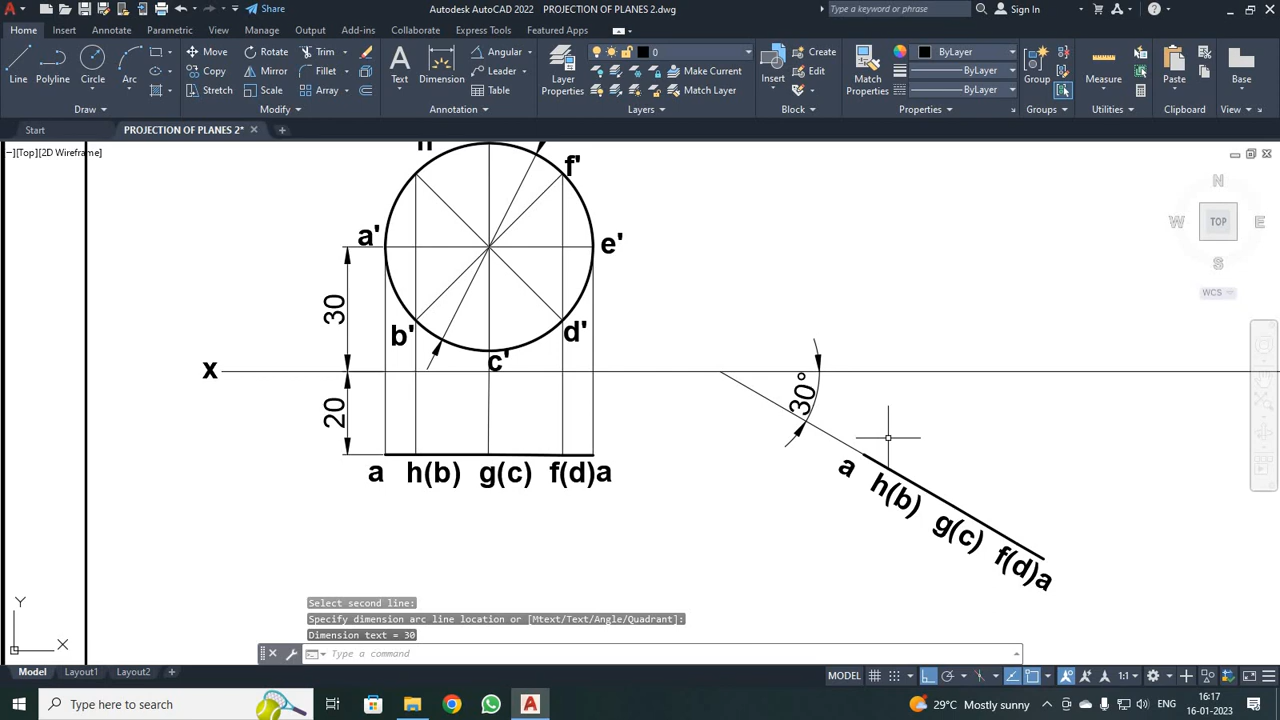 Share
Autodesk AutoCAD 2022 PROJECTION OF PLANES 2.dwg
Type a keyword or phrase
Sign In
Home Insert Annotate Parametric View Manage Output Add-ins Collaborate Express Tools Featured Apps
Line Polyline Circle Arc
Move Rotate Trim
Copy Mirror Fillet
Stretch Scale Array
Text Dimension
Angular
Leader
Table
Layer Properties
0
Make Current
Match Layer
Insert
Create
Edit
Match Properties
ByLayer
ByLayer
ByLayer
Group Measure Paste Base
Draw Modify Annotation Layers Block Properties Groups Utilities Clipboard View
Start PROJECTION OF PLANES 2*
−][Top][2D Wireframe]
N
W TOP E
S
WCS
f'
a' e'
30
b' d'
c'
x
20
30°
a h(b) g(c) f(d)a
a h(b) g(c) f(d)a
Y
X
Select second line:
Specify dimension arc line location or [Mtext/Text/Angle/Quadrant]:
Dimension text = 30
Type a command
Model Layout1 Layout2 +
MODEL 1:1
Type here to search
29°C Mostly sunny
ENG
16:17
16-01-2023